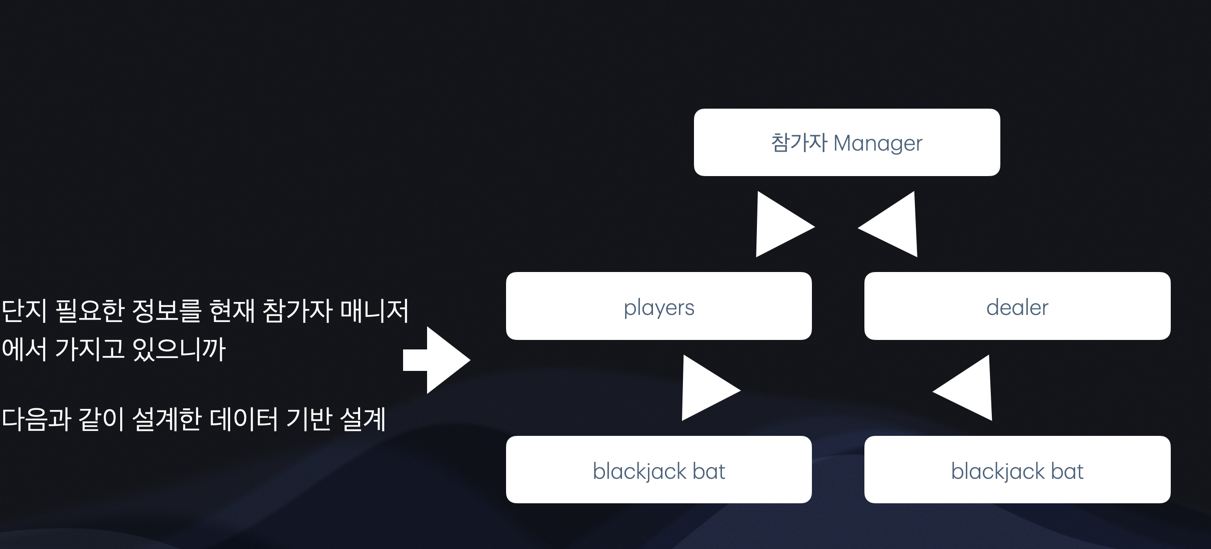 참가자 Manager
단지 필요한 정보를 현재 참가자 매니저
에서 가지고 있으니까
다음과 같이 설계한 데이터 기반 설계
players
dealer
blackjack bat
blackjack bat